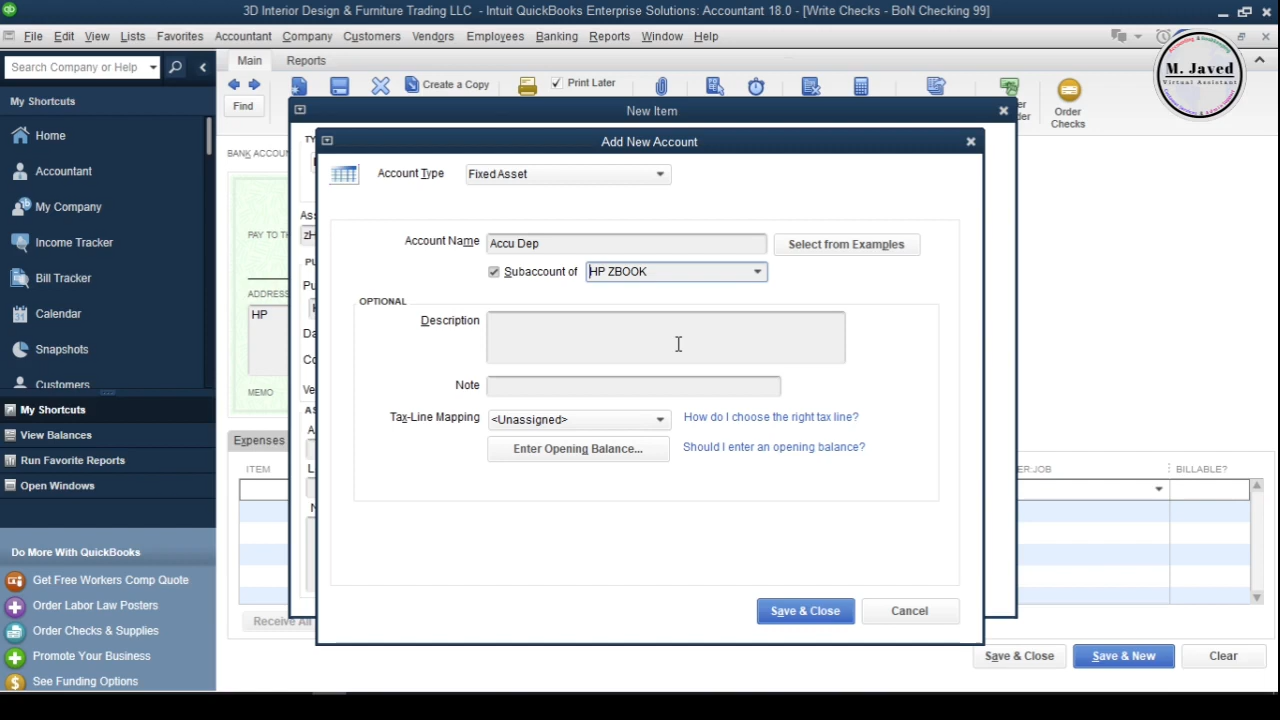 3D Interior Design & Furniture Trading LLC - Intuit QuickBooks Enterprise Solutions: Accountant 18.0 - [Write Checks - BoN Checking 99]
File Edit View Lists Favorites Accountant Company Customers Vendors Employees Banking Reports Window Help
Search Company or Help
Main Reports
M. Javed
Virtual Assistant
Find
Create a Copy
Print Later
Order
Checks
My Shortcuts
Home
Accountant
My Company
Income Tracker
Bill Tracker
Calendar
Snapshots
Customers
My Shortcuts
View Balances
Run Favorite Reports
Open Windows
Do More With QuickBooks
Get Free Workers Comp Quote
Order Labor Law Posters
Order Checks & Supplies
Promote Your Business
See Funding Options
BANK ACCOUN
PAY TO TH
ADDRESS
HP
MEMO
Expenses
ITEM
ER:JOB
BILLABLE?
Receive All
New Item
Add New Account
Account Type Fixed Asset
Account Name Accu Dep Select from Examples
Subaccount of HP ZBOOK
OPTIONAL
Description
Note
Tax-Line Mapping <Unassigned> How do I choose the right tax line?
Enter Opening Balance... Should I enter an opening balance?
Save & Close Cancel
Save & Close Save & New Clear